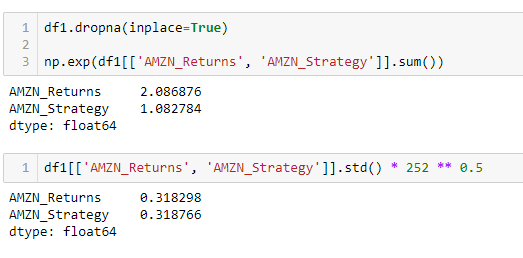 1 df1.dropna(inplace=True)
2
3 np.exp(df1[['AMZN_Returns', 'AMZN_Strategy']].sum())
AMZN_Returns 2.086876
AMZN_Strategy 1.082784
dtype: float64
1 df1[['AMZN_Returns', 'AMZN_Strategy']].std() * 252 ** 0.5
AMZN_Returns 0.318298
AMZN_Strategy 0.318766
dtype: float64